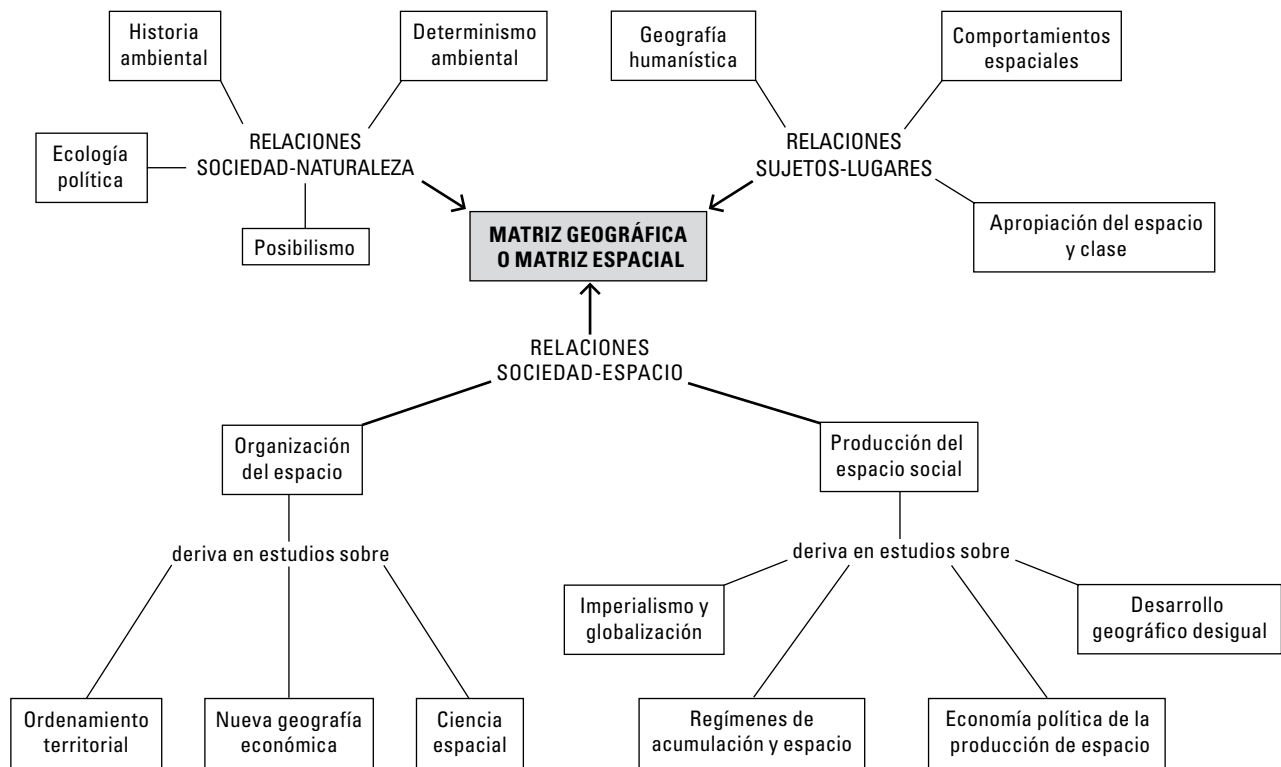 Historia
ambiental
Determinismo
ambiental
Geografía
humanística
Comportamientos
espaciales
Ecología
política
RELACIONES
SOCIEDAD-NATURALEZA
RELACIONES
SUJETOS-LUGARES
Posibilismo
MATRIZ GEOGRÁFICA
O MATRIZ ESPACIAL
Apropiación del espacio
y clase
RELACIONES
SOCIEDAD-ESPACIO
Organización
del espacio
Producción del
espacio social
deriva en estudios sobre
deriva en estudios sobre
Imperialismo y
globalización
Desarrollo
geográfico desigual
Ordenamiento
territorial
Nueva geografía
económica
Ciencia
espacial
Regímenes de
acumulación y espacio
Economía política de la
producción de espacio